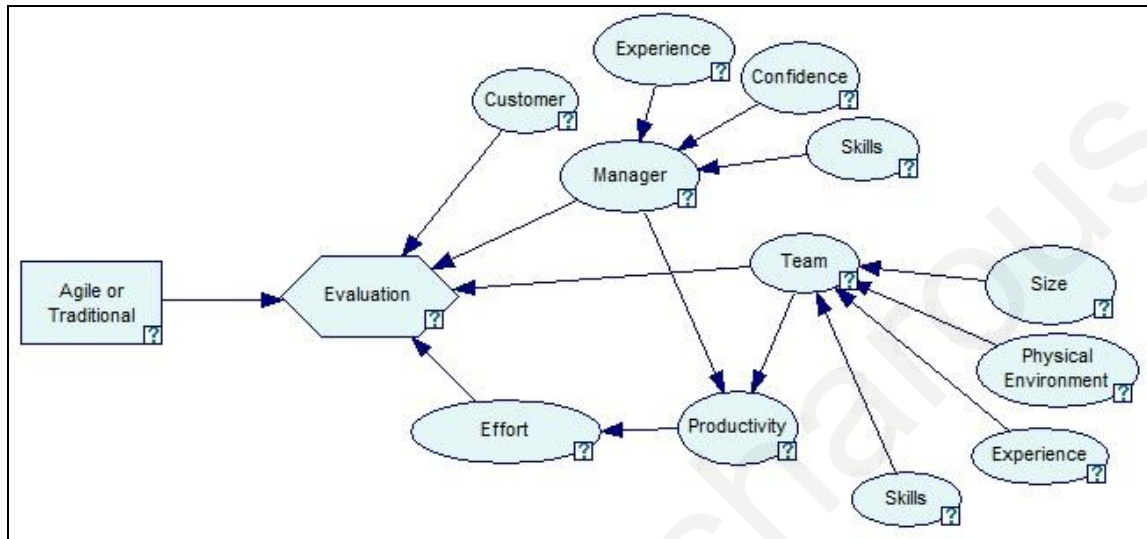 Experience
?
Confidence
?
Customer
?
Skills
?
Manager
?
Team
?
Size
?
Agile or
Traditional
?
Evaluation
?
Physical
Environment
?
Effort
?
Productivity
?
Experience
?
Skills
?